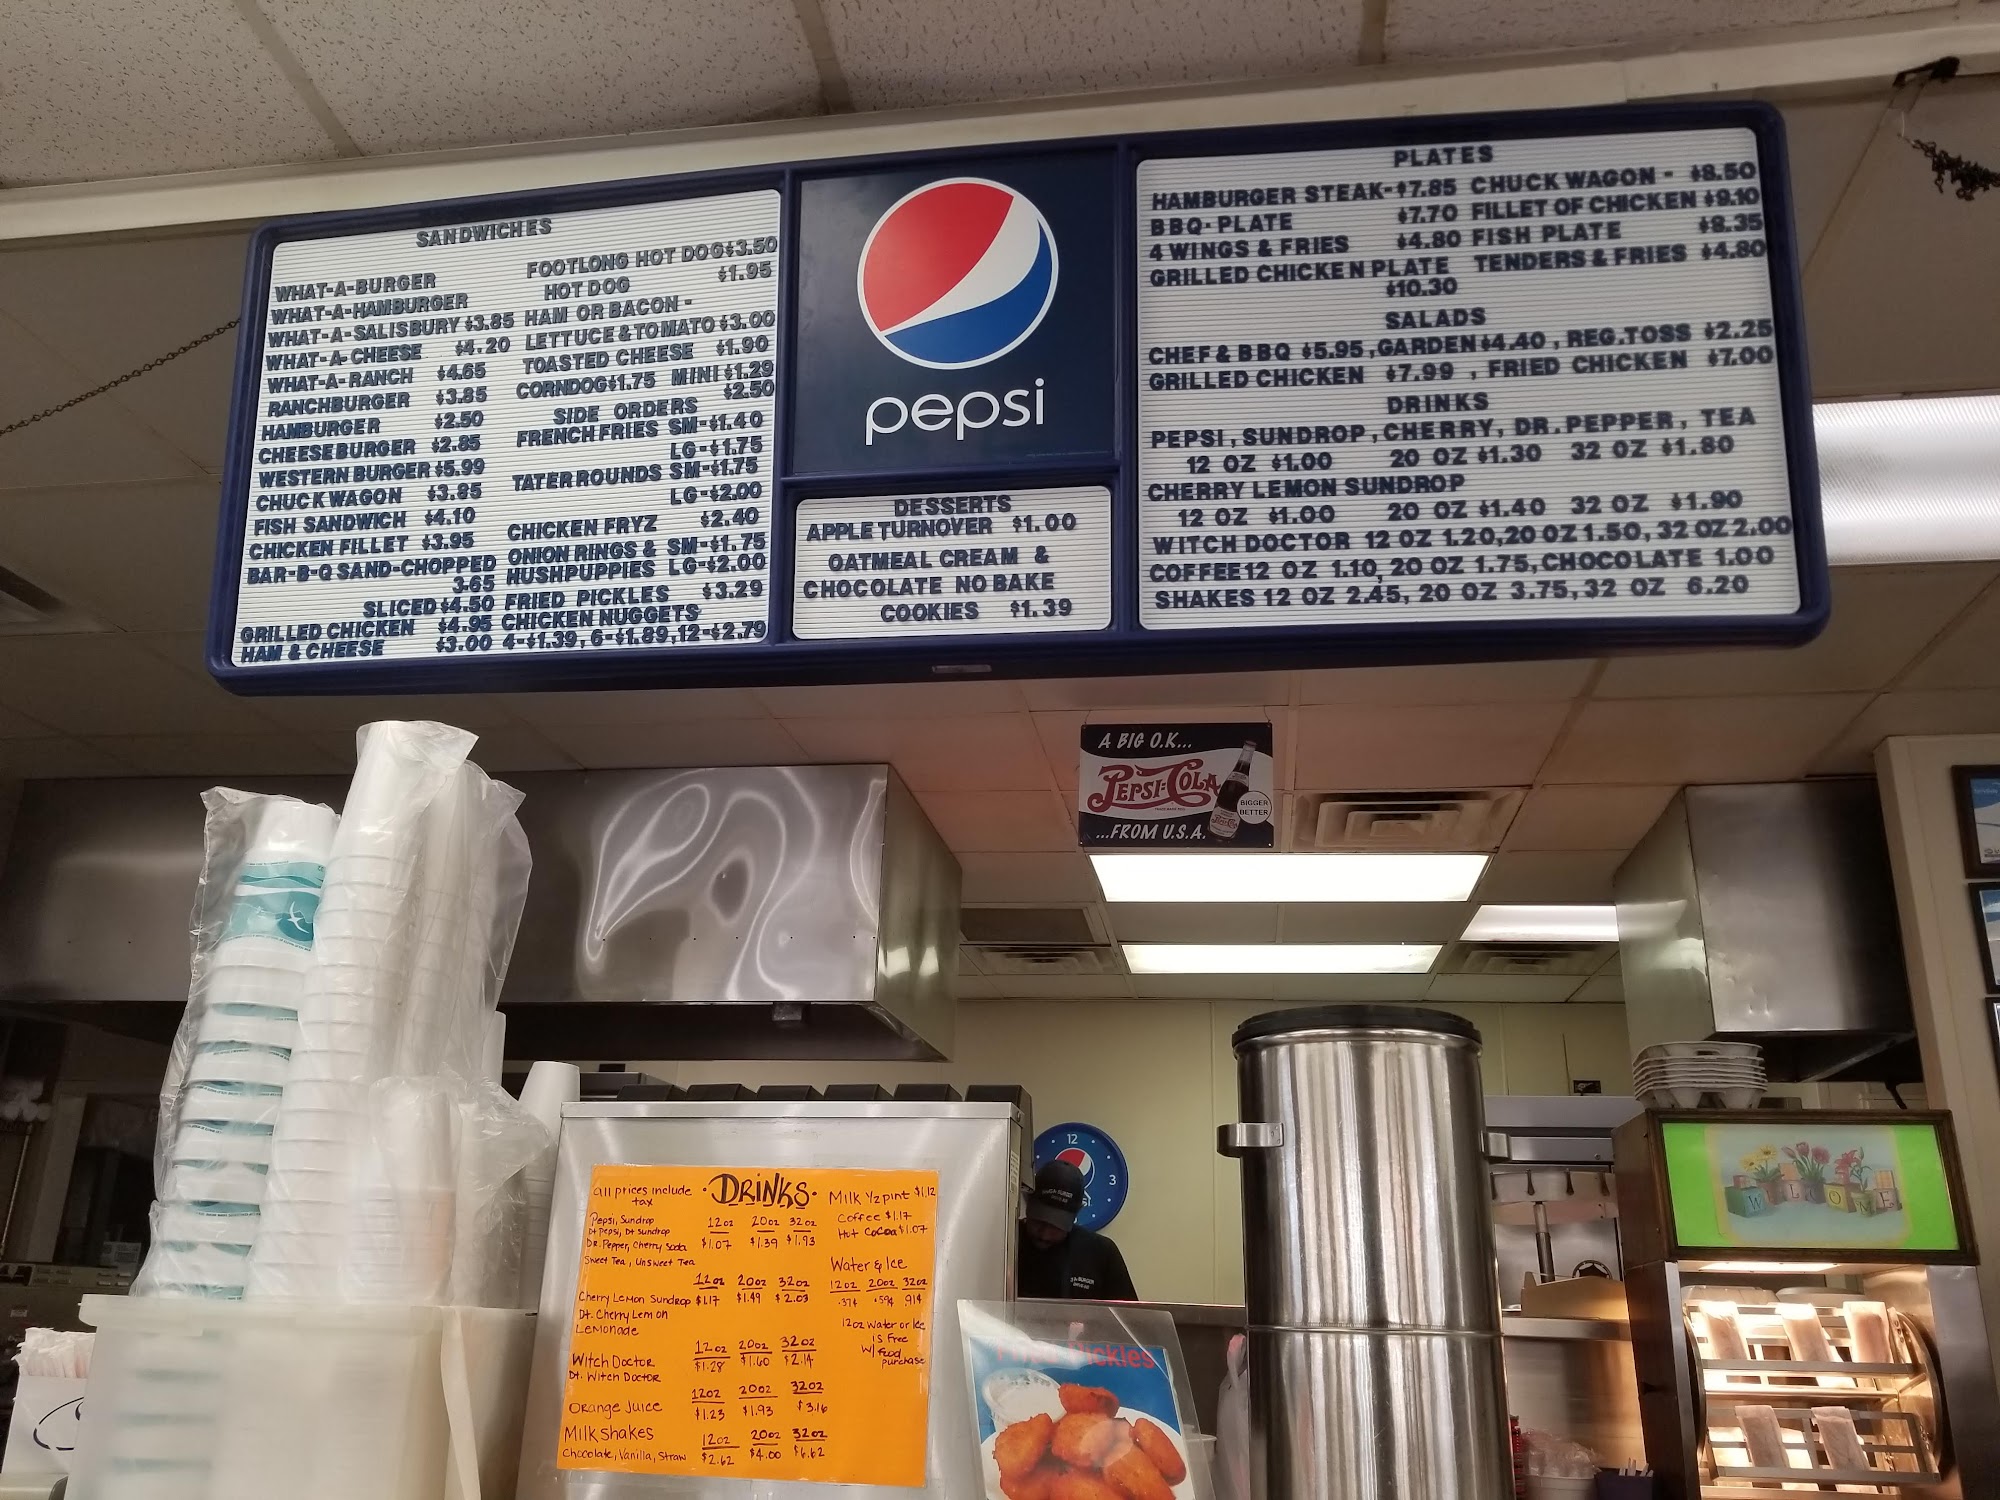 SANDWICHES
WHAT-A-BURGER
WHAT-A-HAMBURGER
WHAT-A-SALISBURY $3.85
WHAT-A-CHEESE $4.20
WHAT-A-RANCH $4.65
RANCHBURGER $3.85
HAMBURGER $2.50
CHEESEBURGER $2.85
WESTERN BURGER $5.99
CHUCKWAGON $3.85
FISH SANDWICH $4.10
CHICKEN FILLET $3.95
BAR-B-Q SAND-CHOPPED
3.65
SLICED $4.50
GRILLED CHICKEN $4.95
HAM & CHEESE $3.00
FOOTLONG HOT DOG $3.50
HOT DOG $1.95
HAM OR BACON -
LETTUCE & TOMATO $3.00
TOASTED CHEESE $1.90
CORNDOG $1.75 MINI $1.29
$2.50
SIDE ORDERS
FRENCH FRIES SM-$1.40
LG-$1.75
TATER ROUNDS SM-$1.75
LG-$2.00
CHICKEN FRYZ $2.40
ONION RINGS & SM-$1.75
HUSHPUPPIES LG-$2.00
FRIED PICKLES $3.29
CHICKEN NUGGETS
4-$1.39, 6-$1.89, 12-$2.79
pepsi
DESSERTS
APPLE TURNOVER $1.00
OATMEAL CREAM &
CHOCOLATE NO BAKE
COOKIES $1.39
PLATES
HAMBURGER STEAK-$7.85 CHUCK WAGON - $8.50
BBQ-PLATE $7.70 FILLET OF CHICKEN $9.10
4 WINGS & FRIES $4.80 FISH PLATE $8.35
GRILLED CHICKEN PLATE TENDERS & FRIES $4.80
$10.30
SALADS
CHEF & BBQ $5.95, GARDEN $4.40, REG. TOSS $2.25
GRILLED CHICKEN $7.99, FRIED CHICKEN $7.00
DRINKS
PEPSI, SUNDROP, CHERRY, DR. PEPPER, TEA
12 OZ $1.00 20 OZ $1.30 32 OZ $1.80
CHERRY LEMON SUNDROP
12 OZ $1.00 20 OZ $1.40 32 OZ $1.90
WITCH DOCTOR 12 OZ 1.20, 20 OZ 1.50, 32 OZ 2.00
COFFEE 12 OZ 1.10, 20 OZ 1.75, CHOCOLATE 1.00
SHAKES 12 OZ 2.45, 20 OZ 3.75, 32 OZ 6.20
A BIG O.K...
PEPSI-COLA
BIGGER
BETTER
...FROM U.S.A.
12
3
all prices include tax
·DRINKS·
Pepsi, Sundrop
Dt Pepsi, Dt Sundrop
Dr. Pepper, Cherry Soda
Sweet Tea, Unsweet Tea
12oz 20oz 32oz
$1.07 $1.39 $1.93
12oz 20oz 32oz
Cherry Lemon Sundrop $1.17 $1.49 $2.03
Dt. Cherry Lemon
Lemonade
12oz 20oz 32oz
Witch Doctor $1.28 $1.60 $2.14
Dt. Witch Doctor
12oz 20oz 32oz
Orange Juice $1.23 $1.93 $3.16
Milkshakes 12oz 20oz 32oz
Chocolate, Vanilla, Straw $2.62 $4.00 $6.62
Milk 1/2 pint $1.12
Coffee $1.17
Hot Cocoa $1.07
Water & Ice
12oz 20oz 32oz
.37¢ .59¢ .91¢
12oz Water or Ice
is Free
w/ food
purchase
Pickles
WELCOME